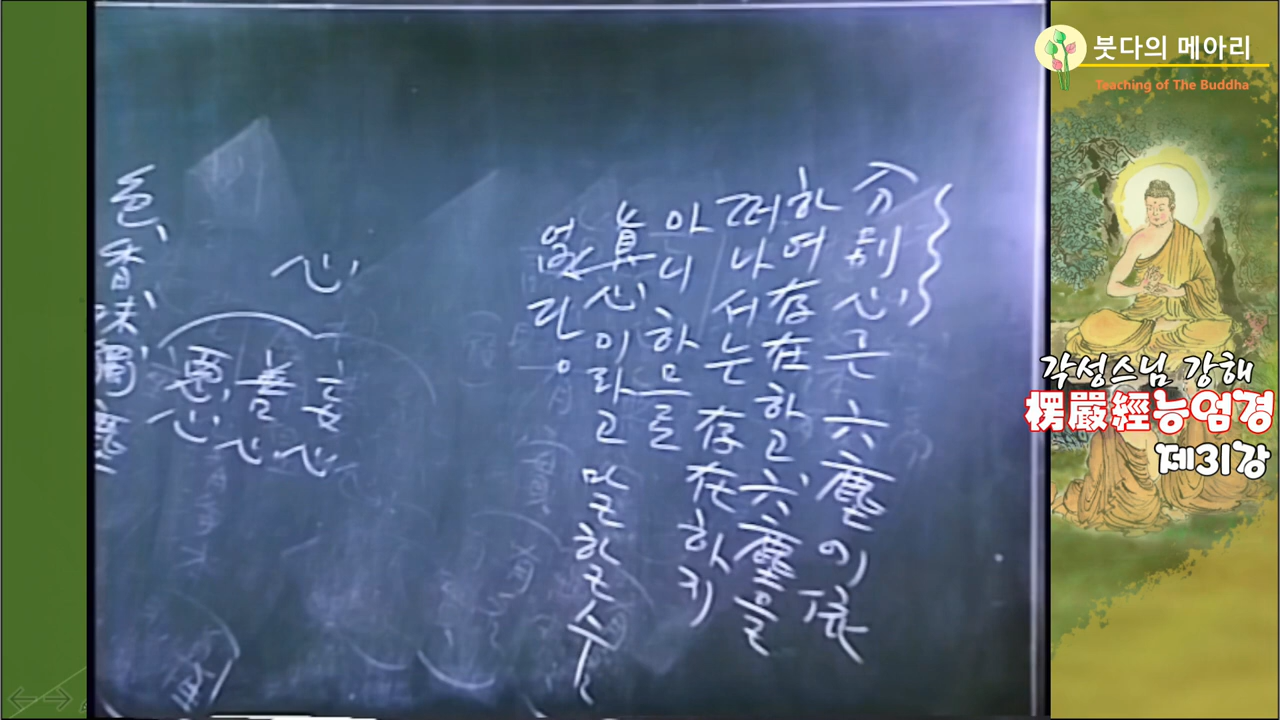 붓다의 메아리
Teaching of The Buddha
각성스님 강해
楞嚴經능엄경
제31강
分別心은 六塵에 依
하여 存在하고, 六塵을
떠나서는 存在하지
아니하므로
眞心이라고 말할 수
없다.
心
妄心
善心
惡心
色, 香味, 觸